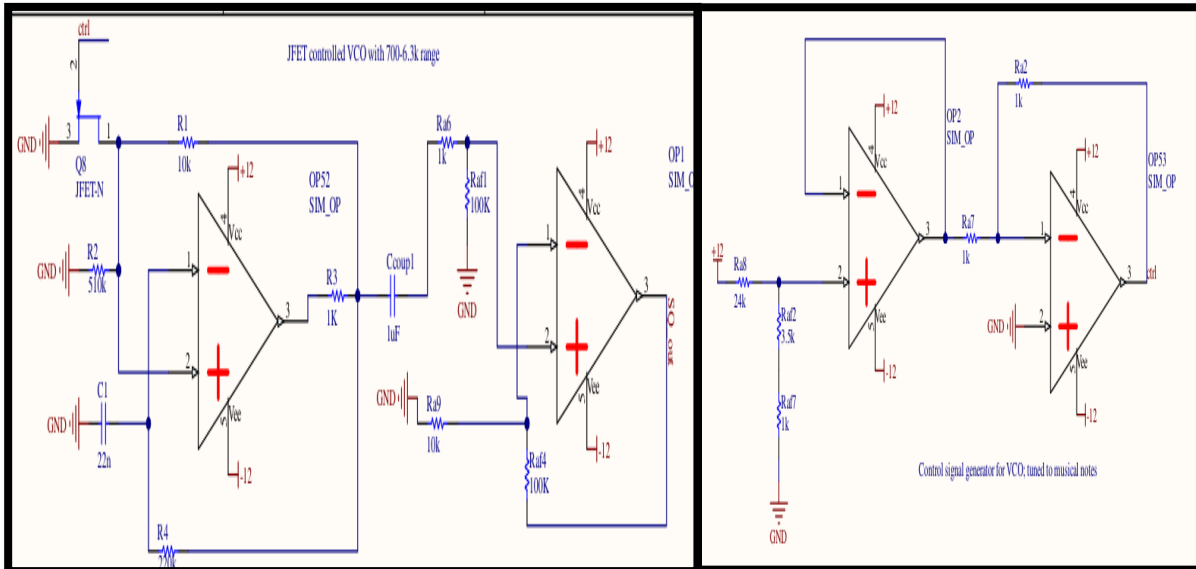 ctrl
JFET controlled VCO with 700-6.3k range
2
GND
3
1
Q8
JFET-N
R1
10k
+12
OP52
SIM_OP
4
Vcc
GND
R2
510k
1
2
3
R3
1K
5
Vee
-12
GND
C1
22n
R4
220k
Ccoup1
1uF
Ra6
1k
Raf1
100K
GND
+12
OP1
SIM_O
4
Vcc
1
2
3
5
Vee
-12
SQ out
GND
Ra9
10k
Raf4
100K
+12
OP2
SIM_OP
4
Vcc
1
2
3
5
Vee
-12
+12
Ra8
24k
Raf2
3.5k
Raf7
1k
GND
Ra7
1k
Ra2
1k
+12
OP53
SIM_OP
4
Vcc
1
GND
2
3
ctrl
5
Vee
-12
Control signal generator for VCO; tuned to musical notes